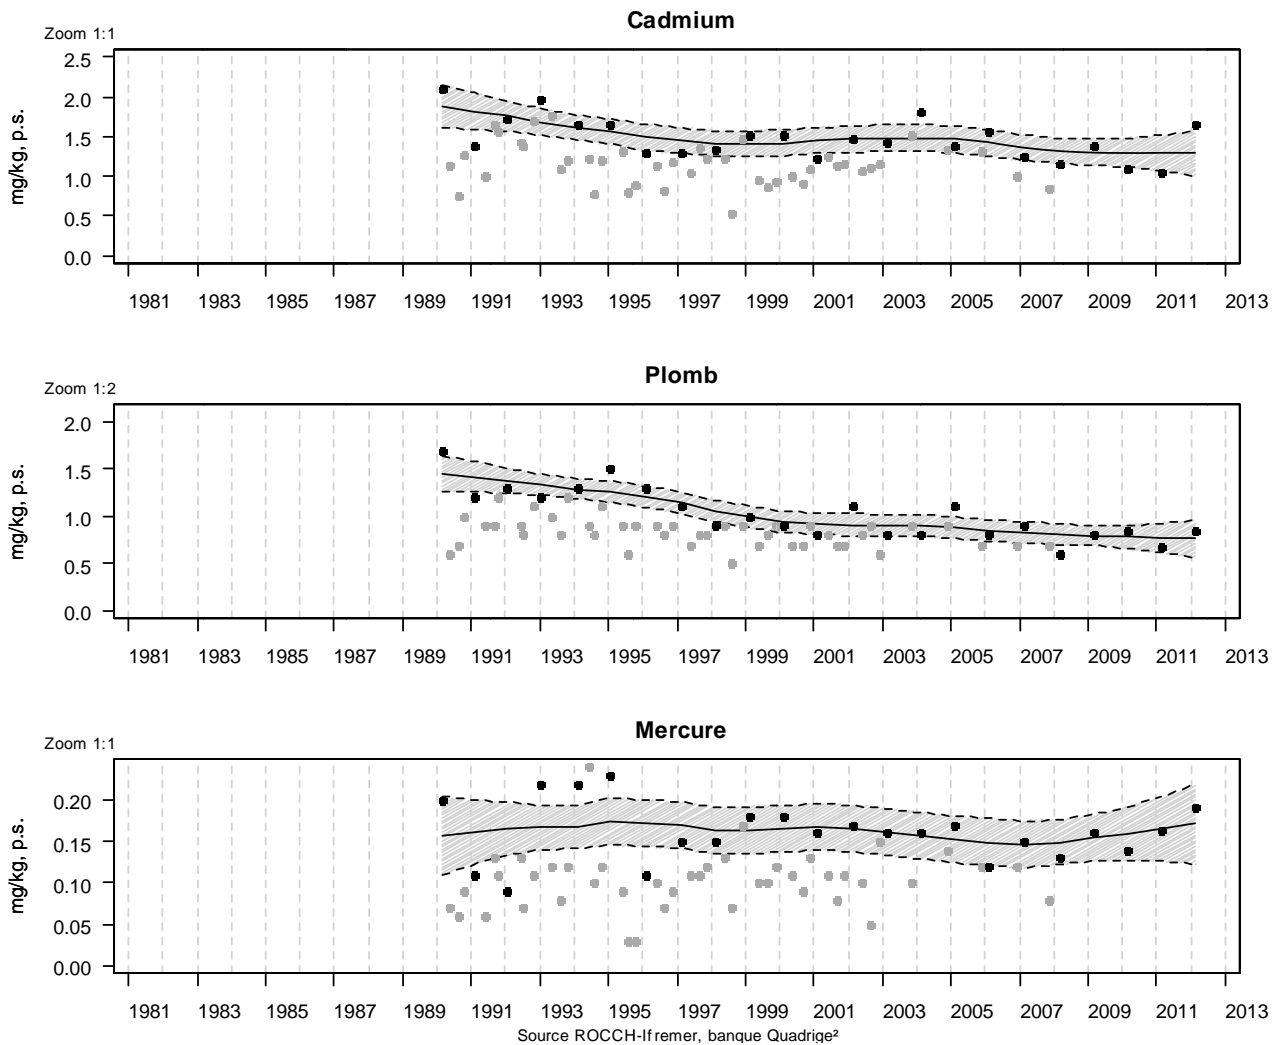 Cadmium
Zoom 1:1
mg/kg, p.s.
2.5
2.0
1.5
1.0
0.5
0.0
1981 1983 1985 1987 1989 1991 1993 1995 1997 1999 2001 2003 2005 2007 2009 2011 2013
Plomb
Zoom 1:2
mg/kg, p.s.
2.0
1.5
1.0
0.5
0.0
1981 1983 1985 1987 1989 1991 1993 1995 1997 1999 2001 2003 2005 2007 2009 2011 2013
Mercure
Zoom 1:1
mg/kg, p.s.
0.20
0.15
0.10
0.05
0.00
1981 1983 1985 1987 1989 1991 1993 1995 1997 1999 2001 2003 2005 2007 2009 2011 2013
Source ROCCH-Ifremer, banque Quadrige²